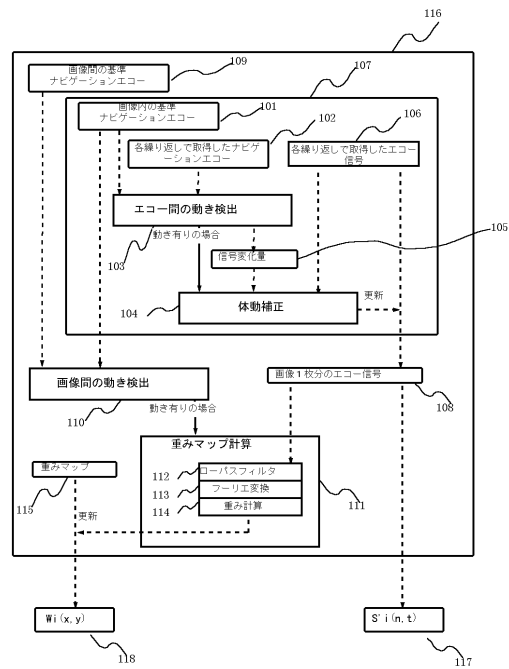 116
109
画像間の基準
ナビゲーションエコー
107
画像内の基準
ナビゲーションエコー
101
102
106
各繰り返して取得したナビゲ
ーションエコー
各繰り返して取得したエコー
信号
エコー間の動き検出
動き有りの場合
103
信号変化量
105
更新
104
体動補正
画像間の動き検出
画像１枚分のエコー信号
動き有りの場合
110
108
重みマップ計算
重みマップ
112
ローパスフィルタ
113
フーリエ変換
114
重み計算
111
115
更新
Wi(x,y)
S'i(n,t)
118
117